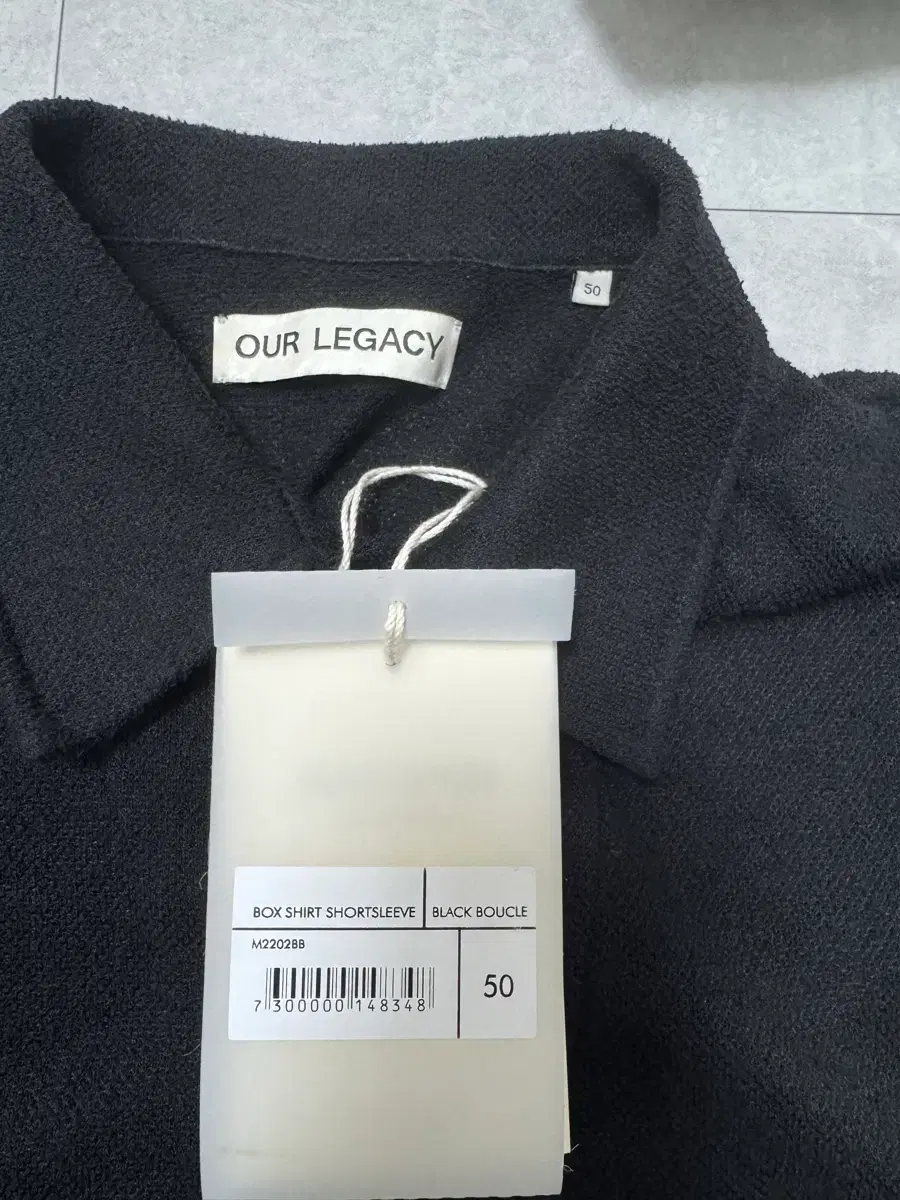 50
OUR LEGACY
BOX SHIRT SHORTSLEEVE
BLACK BOUCLE
M2202BB
50
7 300000 148348